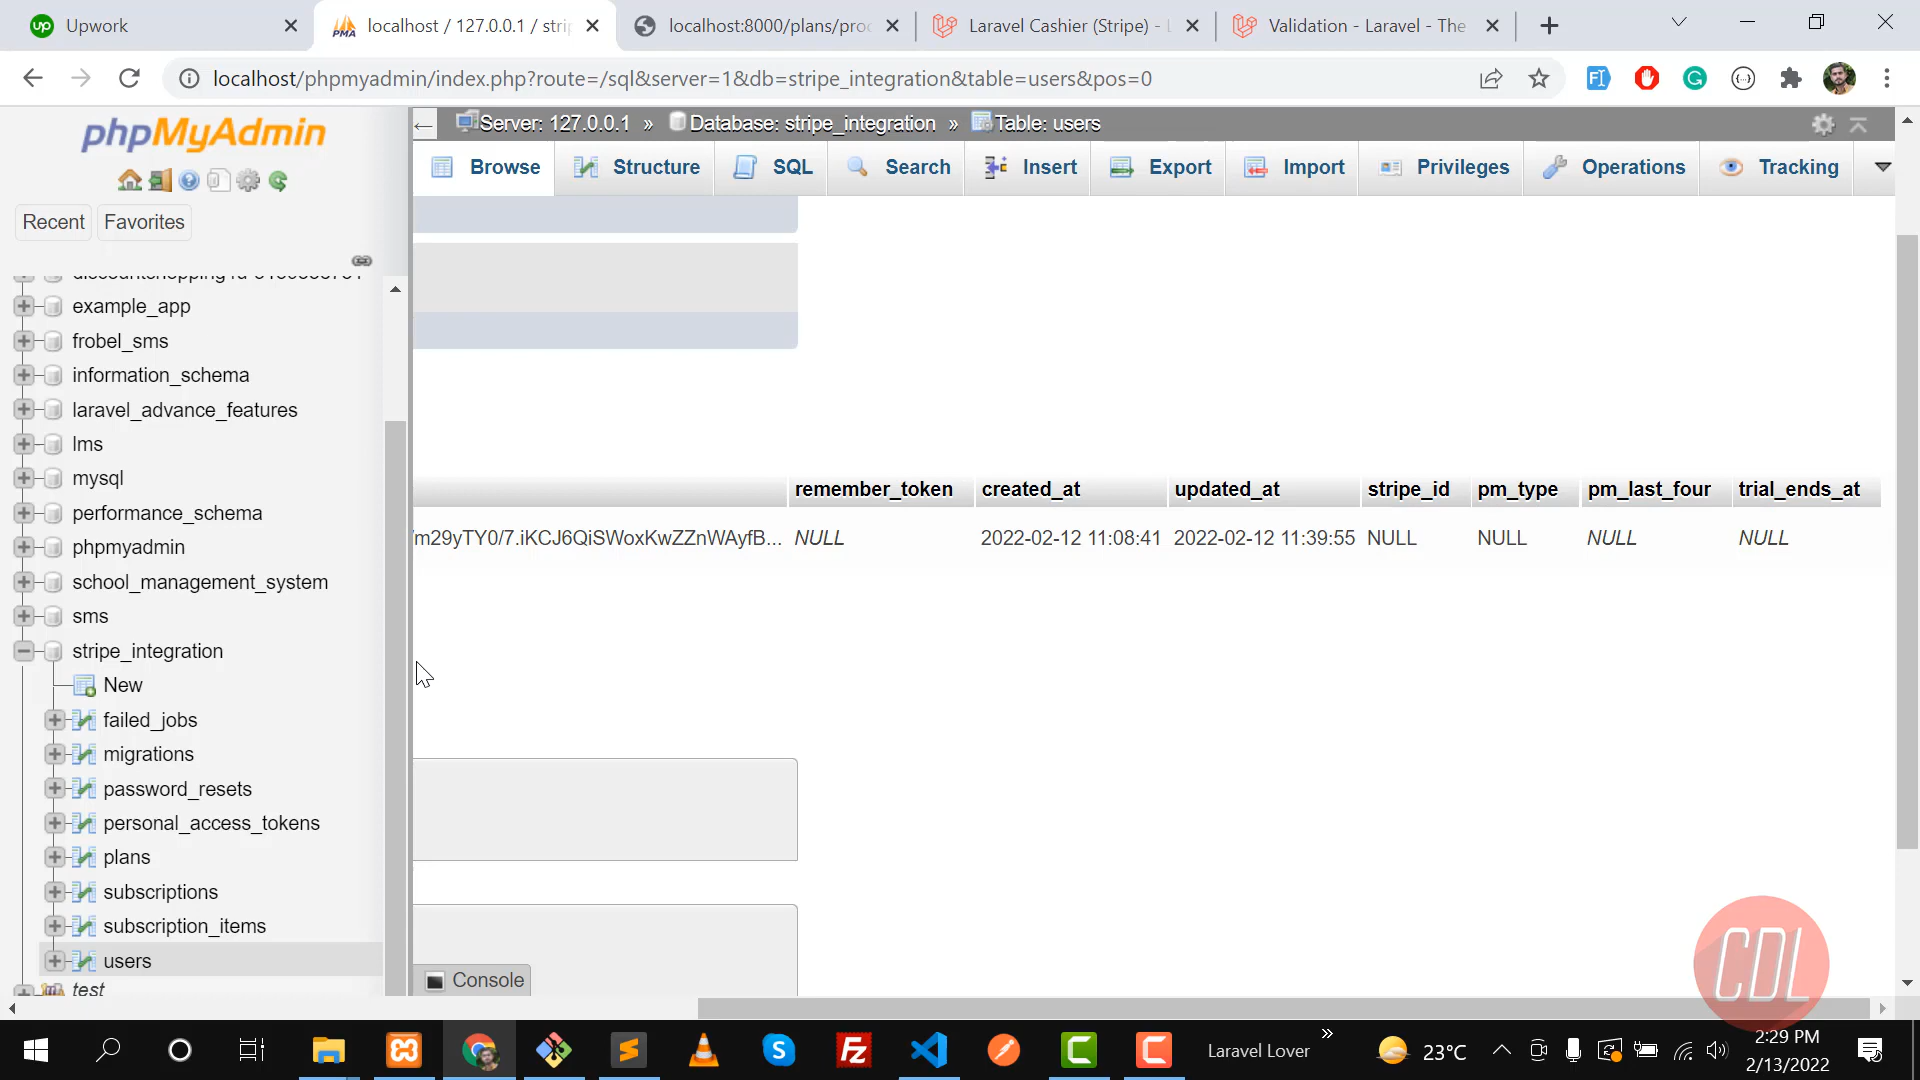 Upwork
localhost / 127.0.0.1 / stri
localhost:8000/plans/proc
Laravel Cashier (Stripe) - L
Validation - Laravel - The
localhost/phpmyadmin/index.php?route=/sql&server=1&db=stripe_integration&table=users&pos=0
phpMyAdmin
Recent
Favorites
example_app
frobel_sms
information_schema
laravel_advance_features
lms
mysql
performance_schema
phpmyadmin
school_management_system
sms
stripe_integration
New
failed_jobs
migrations
password_resets
personal_access_tokens
plans
subscriptions
subscription_items
users
test
Server: 127.0.0.1 » Database: stripe_integration » Table: users
Browse
Structure
SQL
Search
Insert
Export
Import
Privileges
Operations
Tracking
remember_token created_at updated_at stripe_id pm_type pm_last_four trial_ends_at
/m29yTY0/7.iKCJ6QiSWoxKwZZnWAyfB... NULL 2022-02-12 11:08:41 2022-02-12 11:39:55 NULL NULL NULL NULL
Console
CDL
Laravel Lover
23°C
2:29 PM
2/13/2022